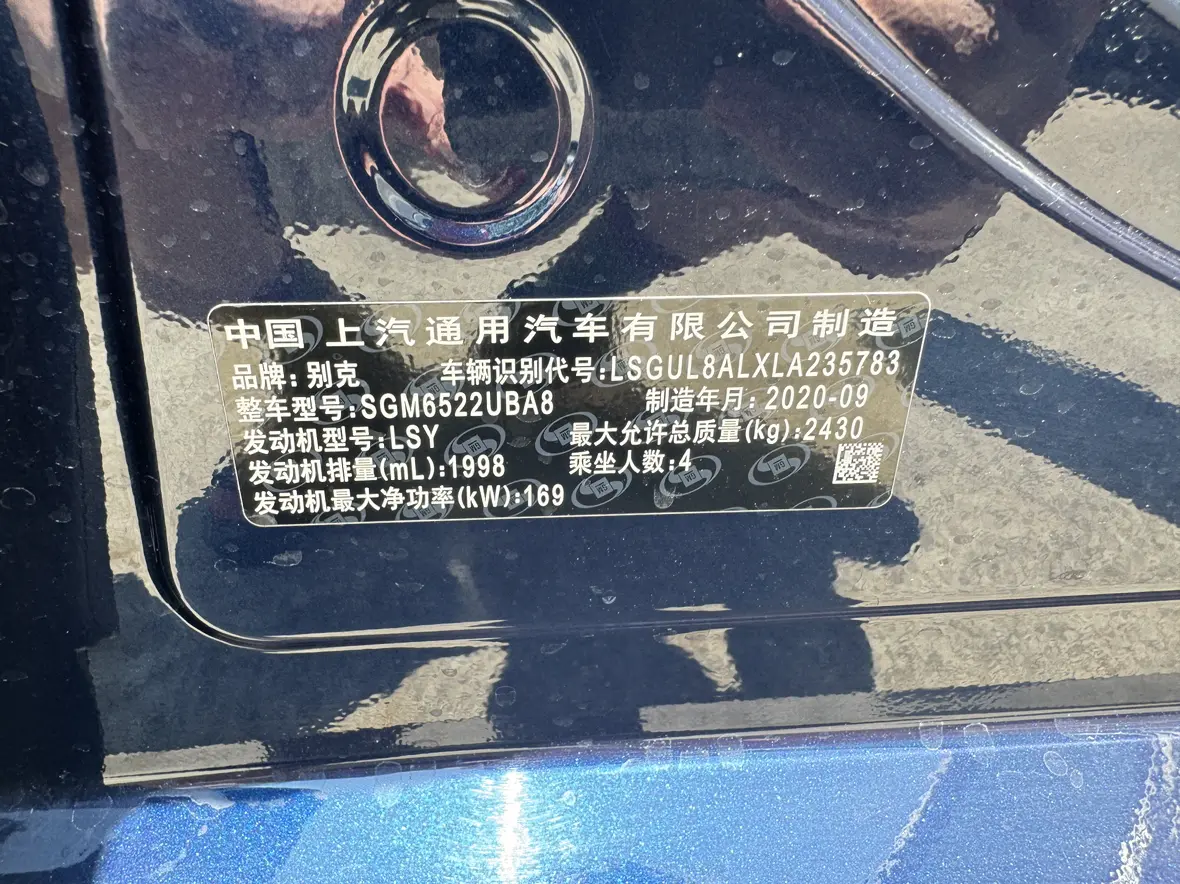 中国 上汽通用汽车有限公司制造
品牌:别克 车辆识别代号:LSGUL8ALXLA235783
整车型号:SGM6522UBA8 制造年月:2020-09
发动机型号:LSY 最大允许总质量(kg):2430
发动机排量(mL):1998 乘坐人数:4
发动机最大净功率(kW):169